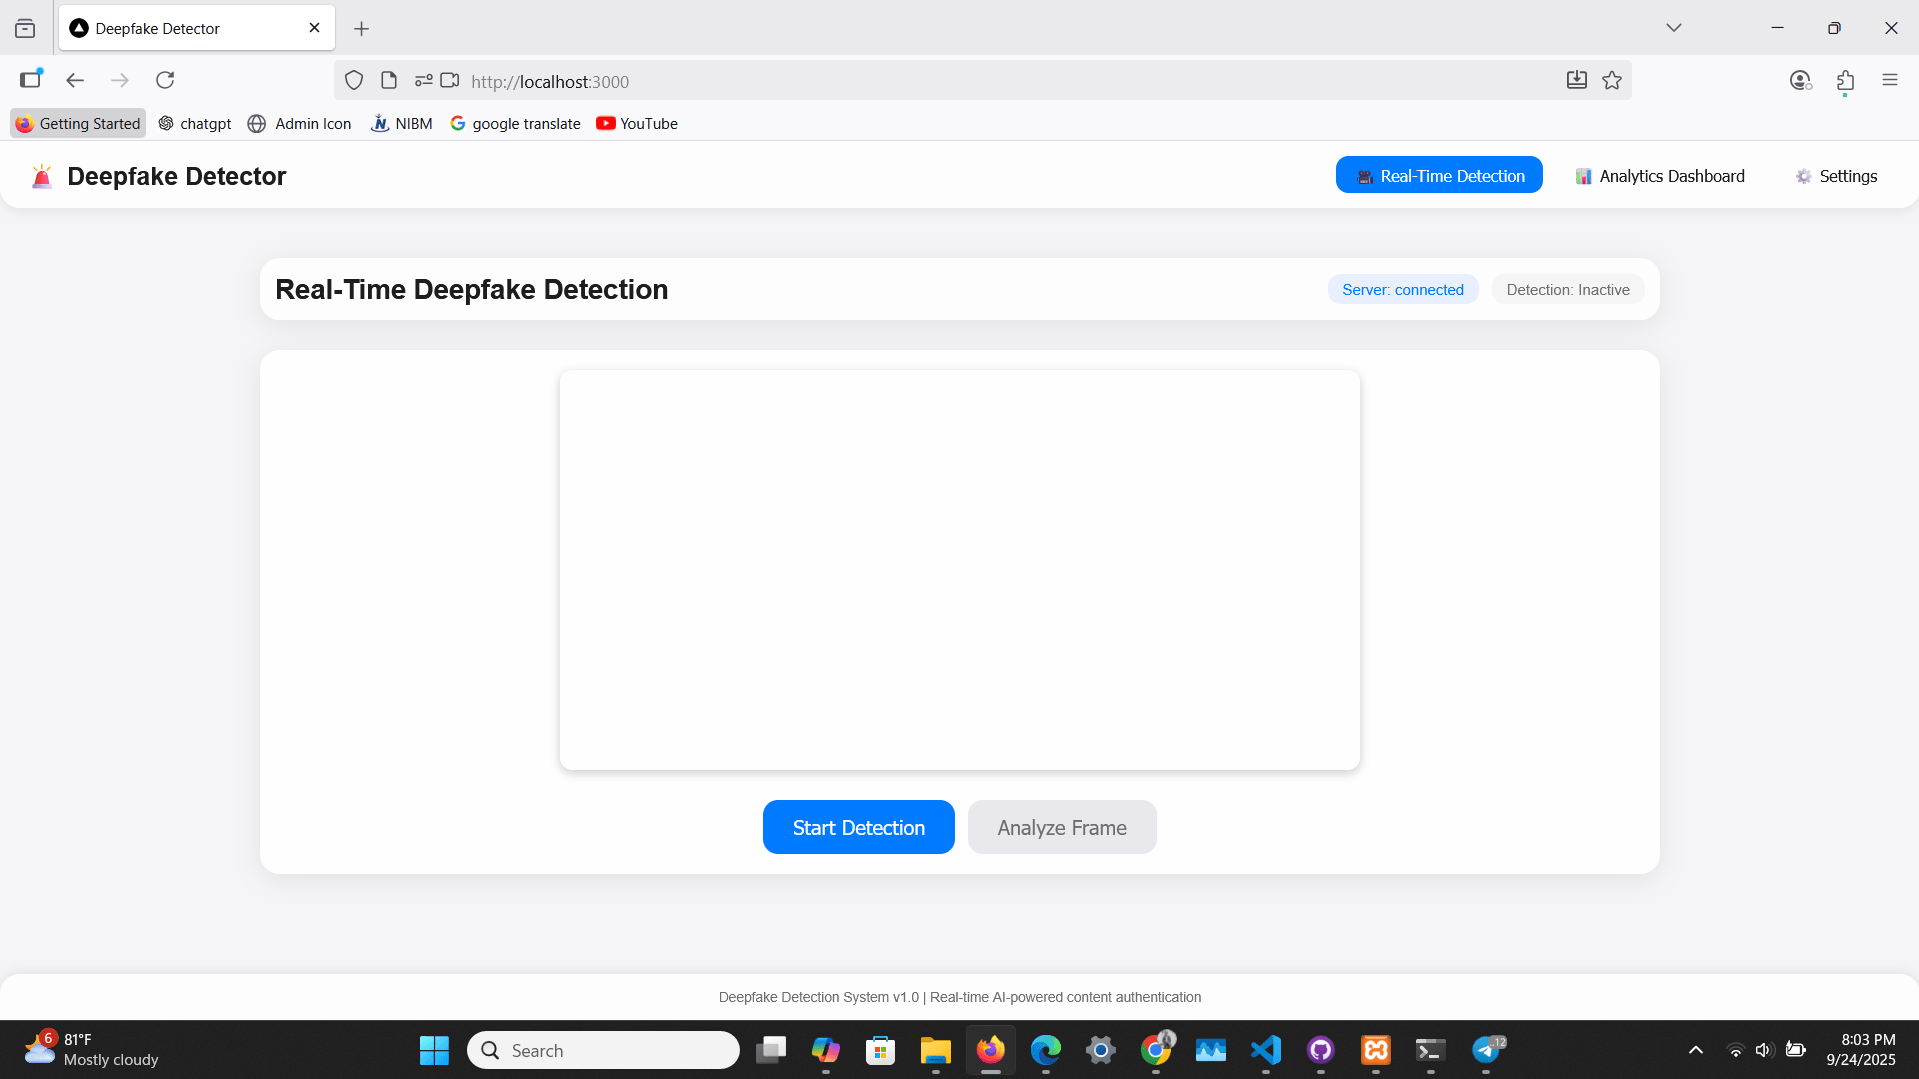 Deepfake Detector
http://localhost:3000
Getting Started chatgpt Admin Icon NIBM google translate YouTube
Deepfake Detector
Real-Time Detection Analytics Dashboard Settings
Real-Time Deepfake Detection
Server: connected Detection: Inactive
Start Detection Analyze Frame
Deepfake Detection System v1.0 | Real-time AI-powered content authentication
6 81°F
Mostly cloudy
Search
..12
8:03 PM
9/24/2025